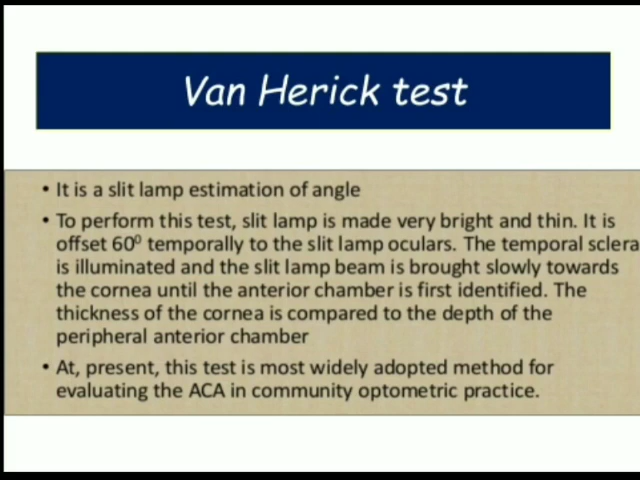 Van Herick test
• It is a slit lamp estimation of angle
• To perform this test, slit lamp is made very bright and thin. It is
offset 60⁰ temporally to the slit lamp oculars. The temporal sclera
is illuminated and the slit lamp beam is brought slowly towards
the cornea until the anterior chamber is first identified. The
thickness of the cornea is compared to the depth of the
peripheral anterior chamber
• At, present, this test is most widely adopted method for
evaluating the ACA in community optometric practice.